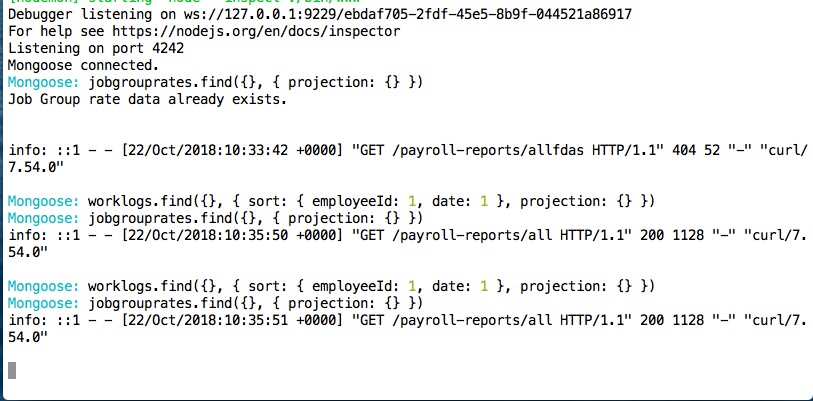 [nodemon] starting `node --inspect ./bin/www`
Debugger listening on ws://127.0.0.1:9229/ebdaf705-2fdf-45e5-8b9f-044521a86917
For help see https://nodejs.org/en/docs/inspector
Listening on port 4242
Mongoose connected.
Mongoose: jobgrouprates.find({}, { projection: {} })
Job Group rate data already exists.
info: ::1 - - [22/Oct/2018:10:33:42 +0000] "GET /payroll-reports/allfdas HTTP/1.1" 404 52 "-" "curl/
7.54.0"
Mongoose: worklogs.find({}, { sort: { employeeId: 1, date: 1 }, projection: {} })
Mongoose: jobgrouprates.find({}, { projection: {} })
info: ::1 - - [22/Oct/2018:10:35:50 +0000] "GET /payroll-reports/all HTTP/1.1" 200 1128 "-" "curl/7.
54.0"
Mongoose: worklogs.find({}, { sort: { employeeId: 1, date: 1 }, projection: {} })
Mongoose: jobgrouprates.find({}, { projection: {} })
info: ::1 - - [22/Oct/2018:10:35:51 +0000] "GET /payroll-reports/all HTTP/1.1" 200 1128 "-" "curl/7.
54.0"